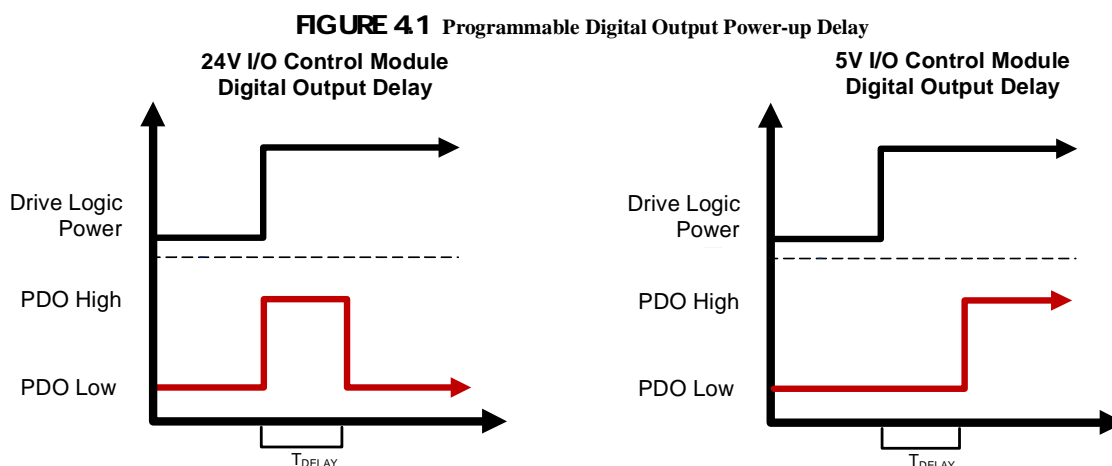 FIGURE 4.1 Programmable Digital Output Power-up Delay
24V I/O Control Module
Digital Output Delay
Drive Logic
Power
PDO High
PDO Low
TDELAY
5V I/O Control Module
Digital Output Delay
Drive Logic
Power
PDO High
PDO Low
TDELAY